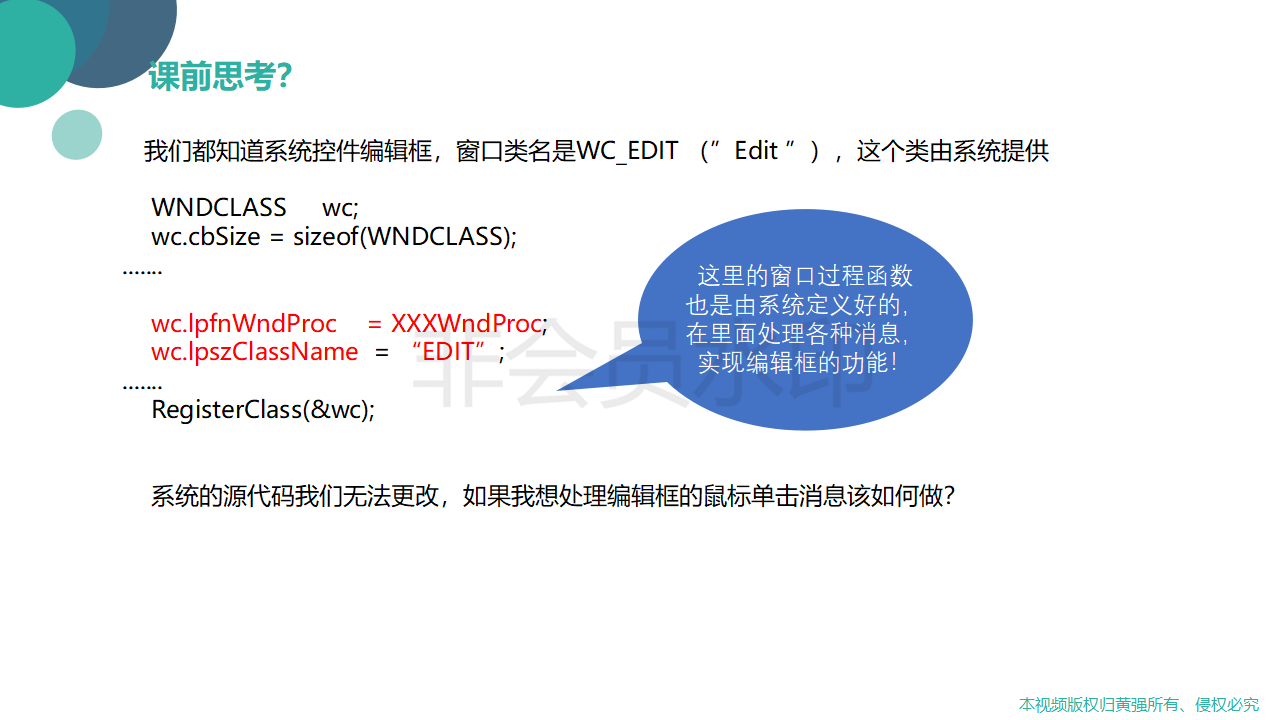 课前思考？
我们都知道系统控件编辑框，窗口类名是WC_EDIT （”Edit ”），这个类由系统提供
WNDCLASS wc;
wc.cbSize = sizeof(WNDCLASS);
…….
wc.lpfnWndProc = XXXWndProc;
wc.lpszClassName = “EDIT”;
…….
RegisterClass(&wc);
这里的窗口过程函数
也是由系统定义好的，
在里面处理各种消息，
实现编辑框的功能！
非会员水印
系统的源代码我们无法更改，如果我想处理编辑框的鼠标单击消息该如何做？
本视频版权归黄强所有、侵权必究